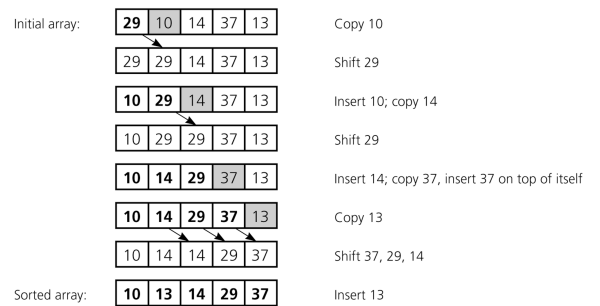 Initial array: 29 10 14 37 13 Copy 10
29 29 14 37 13 Shift 29
10 29 14 37 13 Insert 10; copy 14
10 29 29 37 13 Shift 29
10 14 29 37 13 Insert 14; copy 37, insert 37 on top of itself
10 14 29 37 13 Copy 13
10 14 14 29 37 Shift 37, 29, 14
Sorted array: 10 13 14 29 37 Insert 13